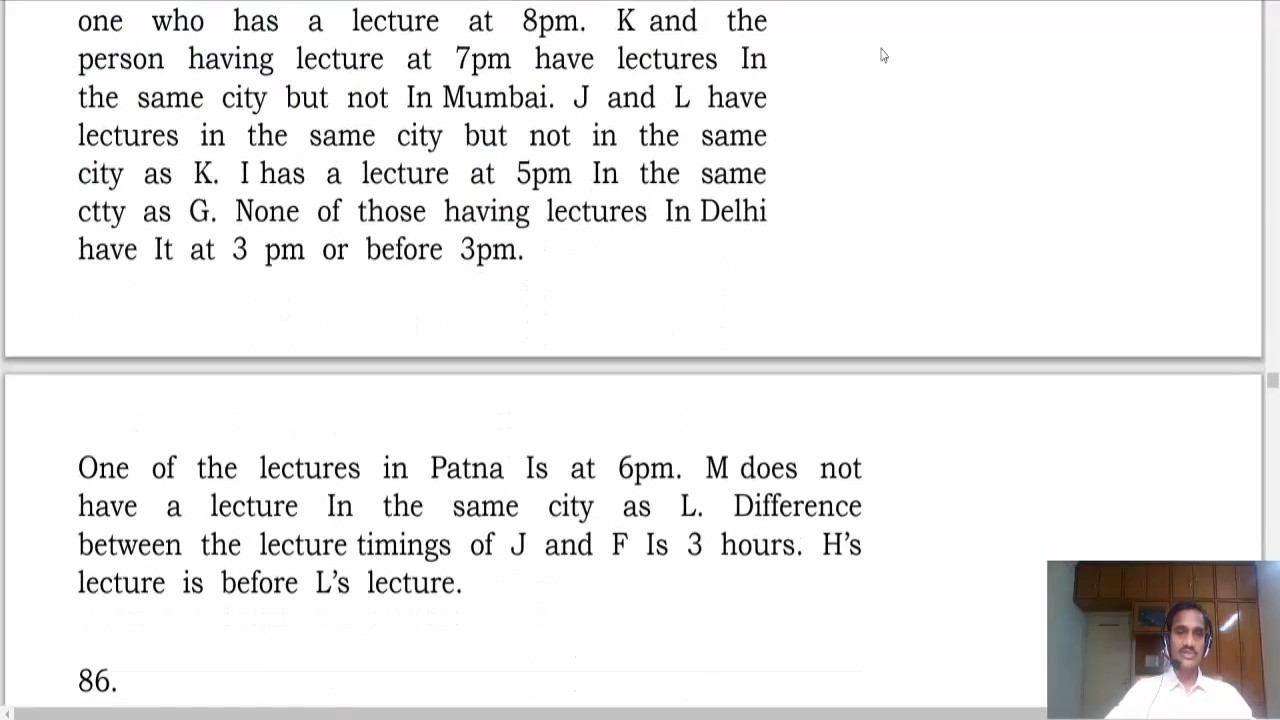 one who has a lecture at 8pm. K and the
person having lecture at 7pm have lectures In
the same city but not In Mumbai. J and L have
lectures in the same city but not in the same
city as K. I has a lecture at 5pm In the same
ctty as G. None of those having lectures In Delhi
have It at 3 pm or before 3pm.
One of the lectures in Patna Is at 6pm. M does not
have a lecture In the same city as L. Difference
between the lecture timings of J and F Is 3 hours. H's
lecture is before L's lecture.
86.